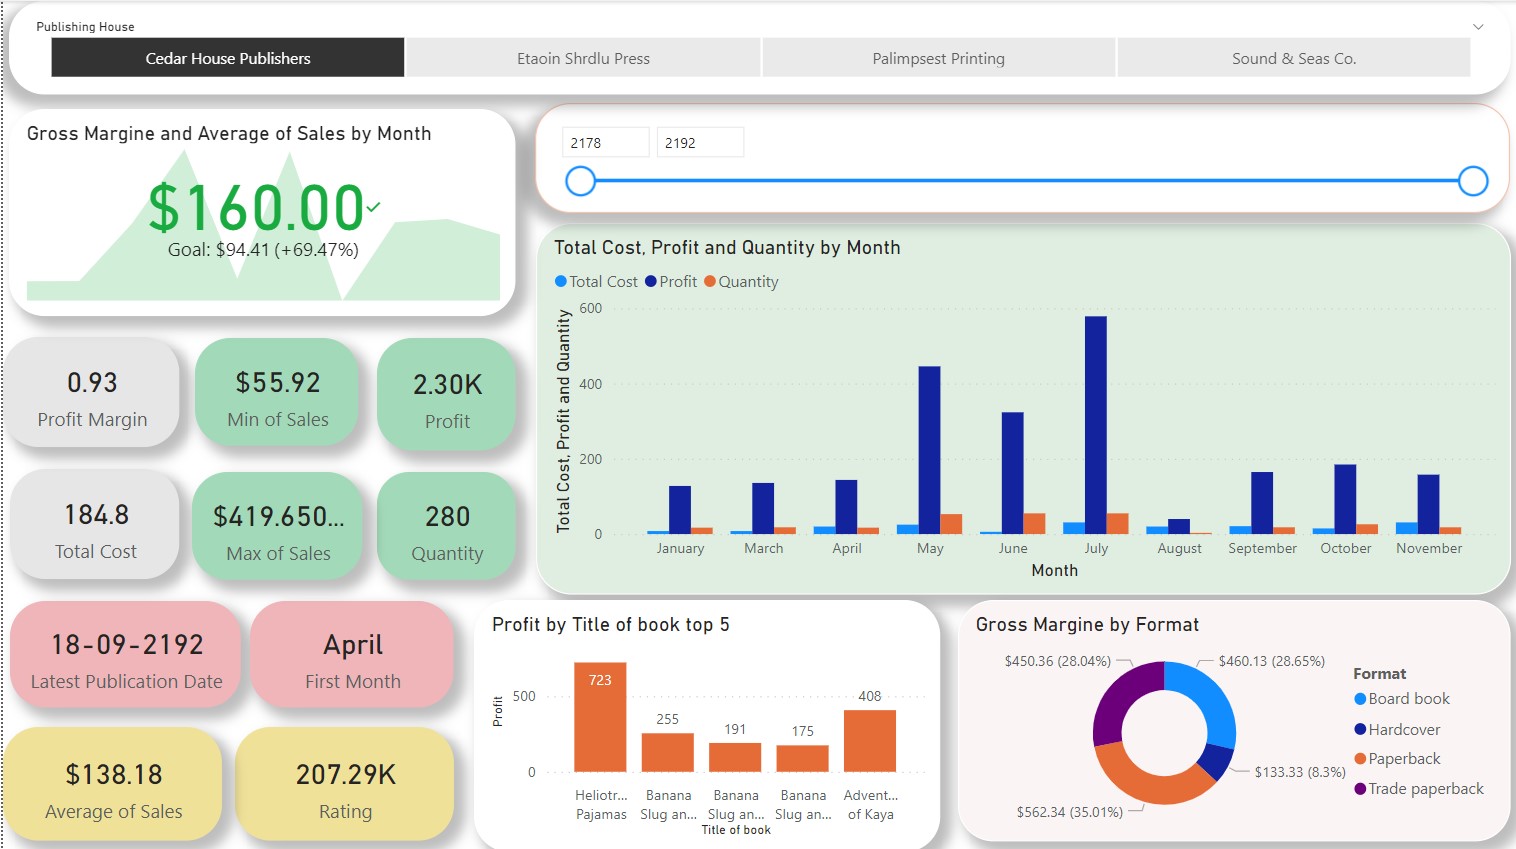 Publishing House
Cedar House Publishers
Etaoin Shrdlu Press
Palimpsest Printing
Sound & Seas Co.
Gross Margine and Average of Sales by Month
$160.00
Goal: $94.41 (+69.47%)
2178
2192
0.93
Profit Margin
$55.92
Min of Sales
2.30K
Profit
184.8
Total Cost
$419.650...
Max of Sales
280
Quantity
Total Cost, Profit and Quantity by Month
Total Cost
Profit
Quantity
Total Cost, Profit and Quantity
600
400
200
0
January
March
April
May
June
July
August
September
October
November
Month
18-09-2192
Latest Publication Date
April
First Month
$138.18
Average of Sales
207.29K
Rating
Profit by Title of book top 5
Profit
500
0
723
255
191
175
408
Heliotr...
Pajamas
Banana
Slug an...
Banana
Slug an...
Banana
Slug an...
Advent...
of Kaya
Title of book
Gross Margine by Format
$450.36 (28.04%)
$460.13 (28.65%)
$133.33 (8.3%)
$562.34 (35.01%)
Format
Board book
Hardcover
Paperback
Trade paperback